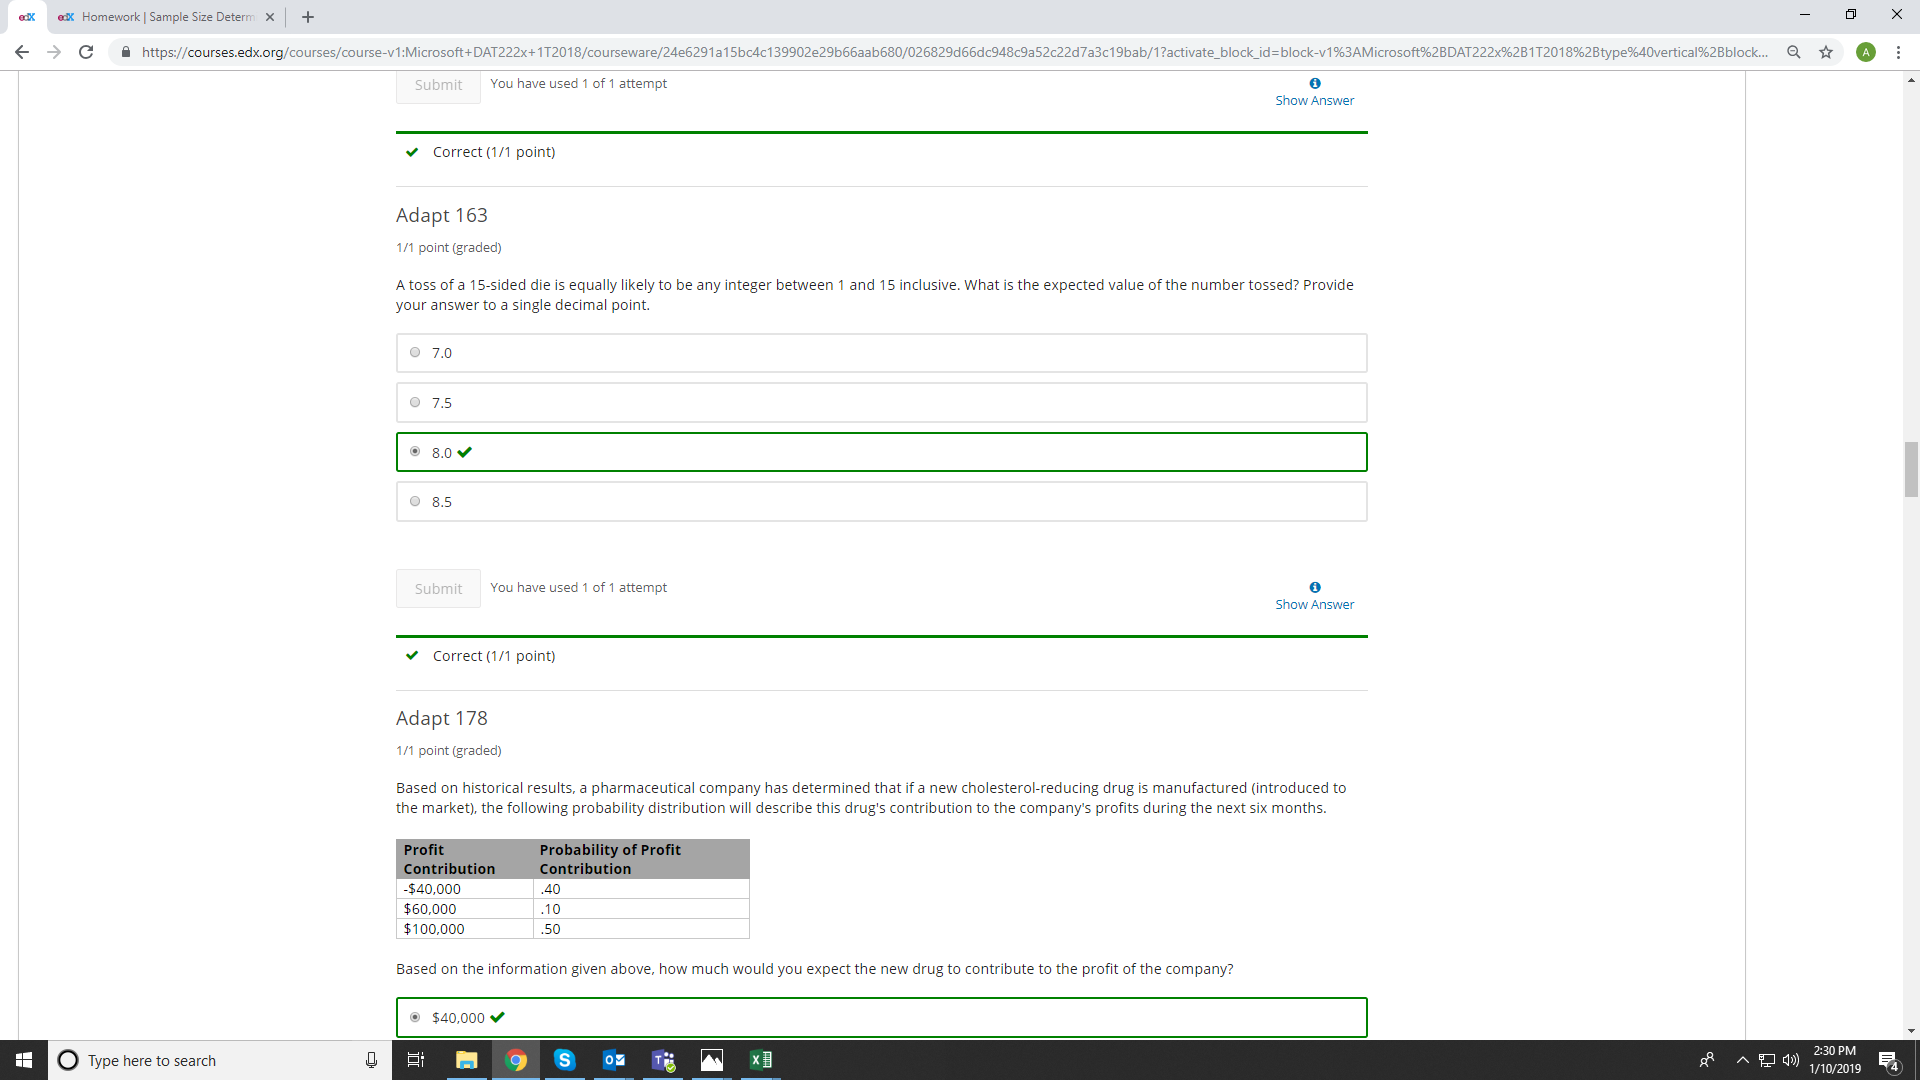 edX
edX Homework | Sample Size Determ
https://courses.edx.org/courses/course-v1:Microsoft+DAT222x+1T2018/courseware/24e6291a15bc4c139902e29b66aab680/026829d66dc948c9a52c22d7a3c19bab/1?activate_block_id=block-v1%3AMicrosoft%2BDAT222x%2B1T2018%2Btype%40vertical%2Bblock...
A
Submit You have used 1 of 1 attempt
Show Answer
Correct (1/1 point)
Adapt 163
1/1 point (graded)
A toss of a 15-sided die is equally likely to be any integer between 1 and 15 inclusive. What is the expected value of the number tossed? Provide
your answer to a single decimal point.
7.0
7.5
8.0
8.5
Submit You have used 1 of 1 attempt
Show Answer
Correct (1/1 point)
Adapt 178
1/1 point (graded)
Based on historical results, a pharmaceutical company has determined that if a new cholesterol-reducing drug is manufactured (introduced to
the market), the following probability distribution will describe this drug's contribution to the company's profits during the next six months.
Profit Probability of Profit
Contribution Contribution
-$40,000 .40
$60,000 .10
$100,000 .50
Based on the information given above, how much would you expect the new drug to contribute to the profit of the company?
$40,000
Type here to search
2:30 PM
1/10/2019
4